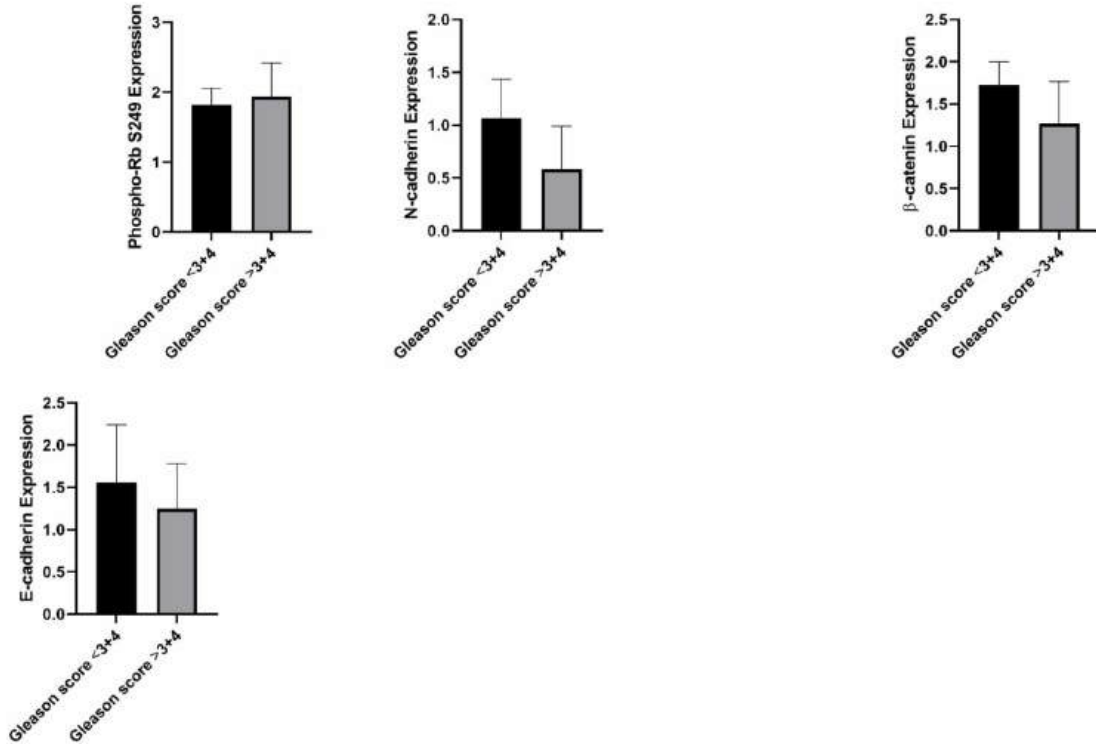 Phospho-Rb S249 Expression
3
2
1
0
Gleason score <3+4
Gleason score >3+4
N-cadherin Expression
2.0
1.5
1.0
0.5
0.0
Gleason score <3+4
Gleason score >3+4
β-catenin Expression
2.5
2.0
1.5
1.0
0.5
0.0
Gleason score <3+4
Gleason score >3+4
E-cadherin Expression
2.5
2.0
1.5
1.0
0.5
0.0
Gleason score <3+4
Gleason score >3+4